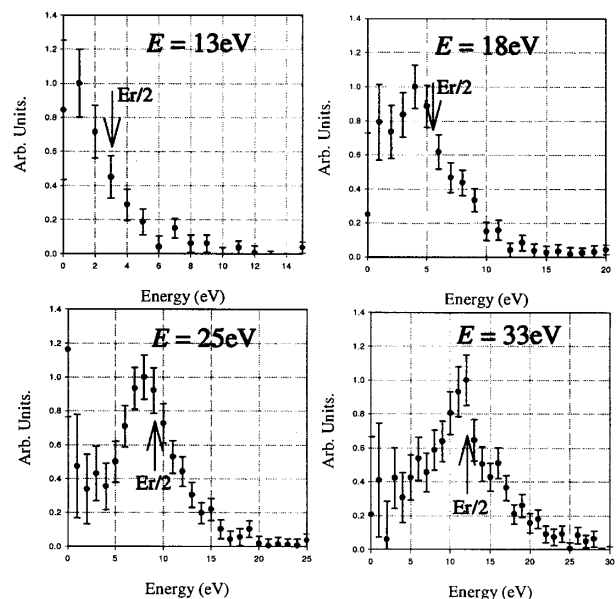 E = 13eV
Er/2
Arb. Units.
1.4
1.2
1.0
0.8
0.6
0.4
0.2
0.0
0 2 4 6 8 10 12 14
Energy (eV)
E = 18eV
Er/2
Arb. Units.
1.4
1.2
1.0
0.8
0.6
0.4
0.2
0.0
0 5 10 15 20
Energy (eV)
E = 25eV
Er/2
Arb. Units.
1.4
1.2
1.0
0.8
0.6
0.4
0.2
0.0
0 5 10 15 20 25
Energy (eV)
E = 33eV
Er/2
Arb. Units.
1.4
1.2
1.0
0.8
0.6
0.4
0.2
0.0
0 5 10 15 20 25 30
Energy (eV)